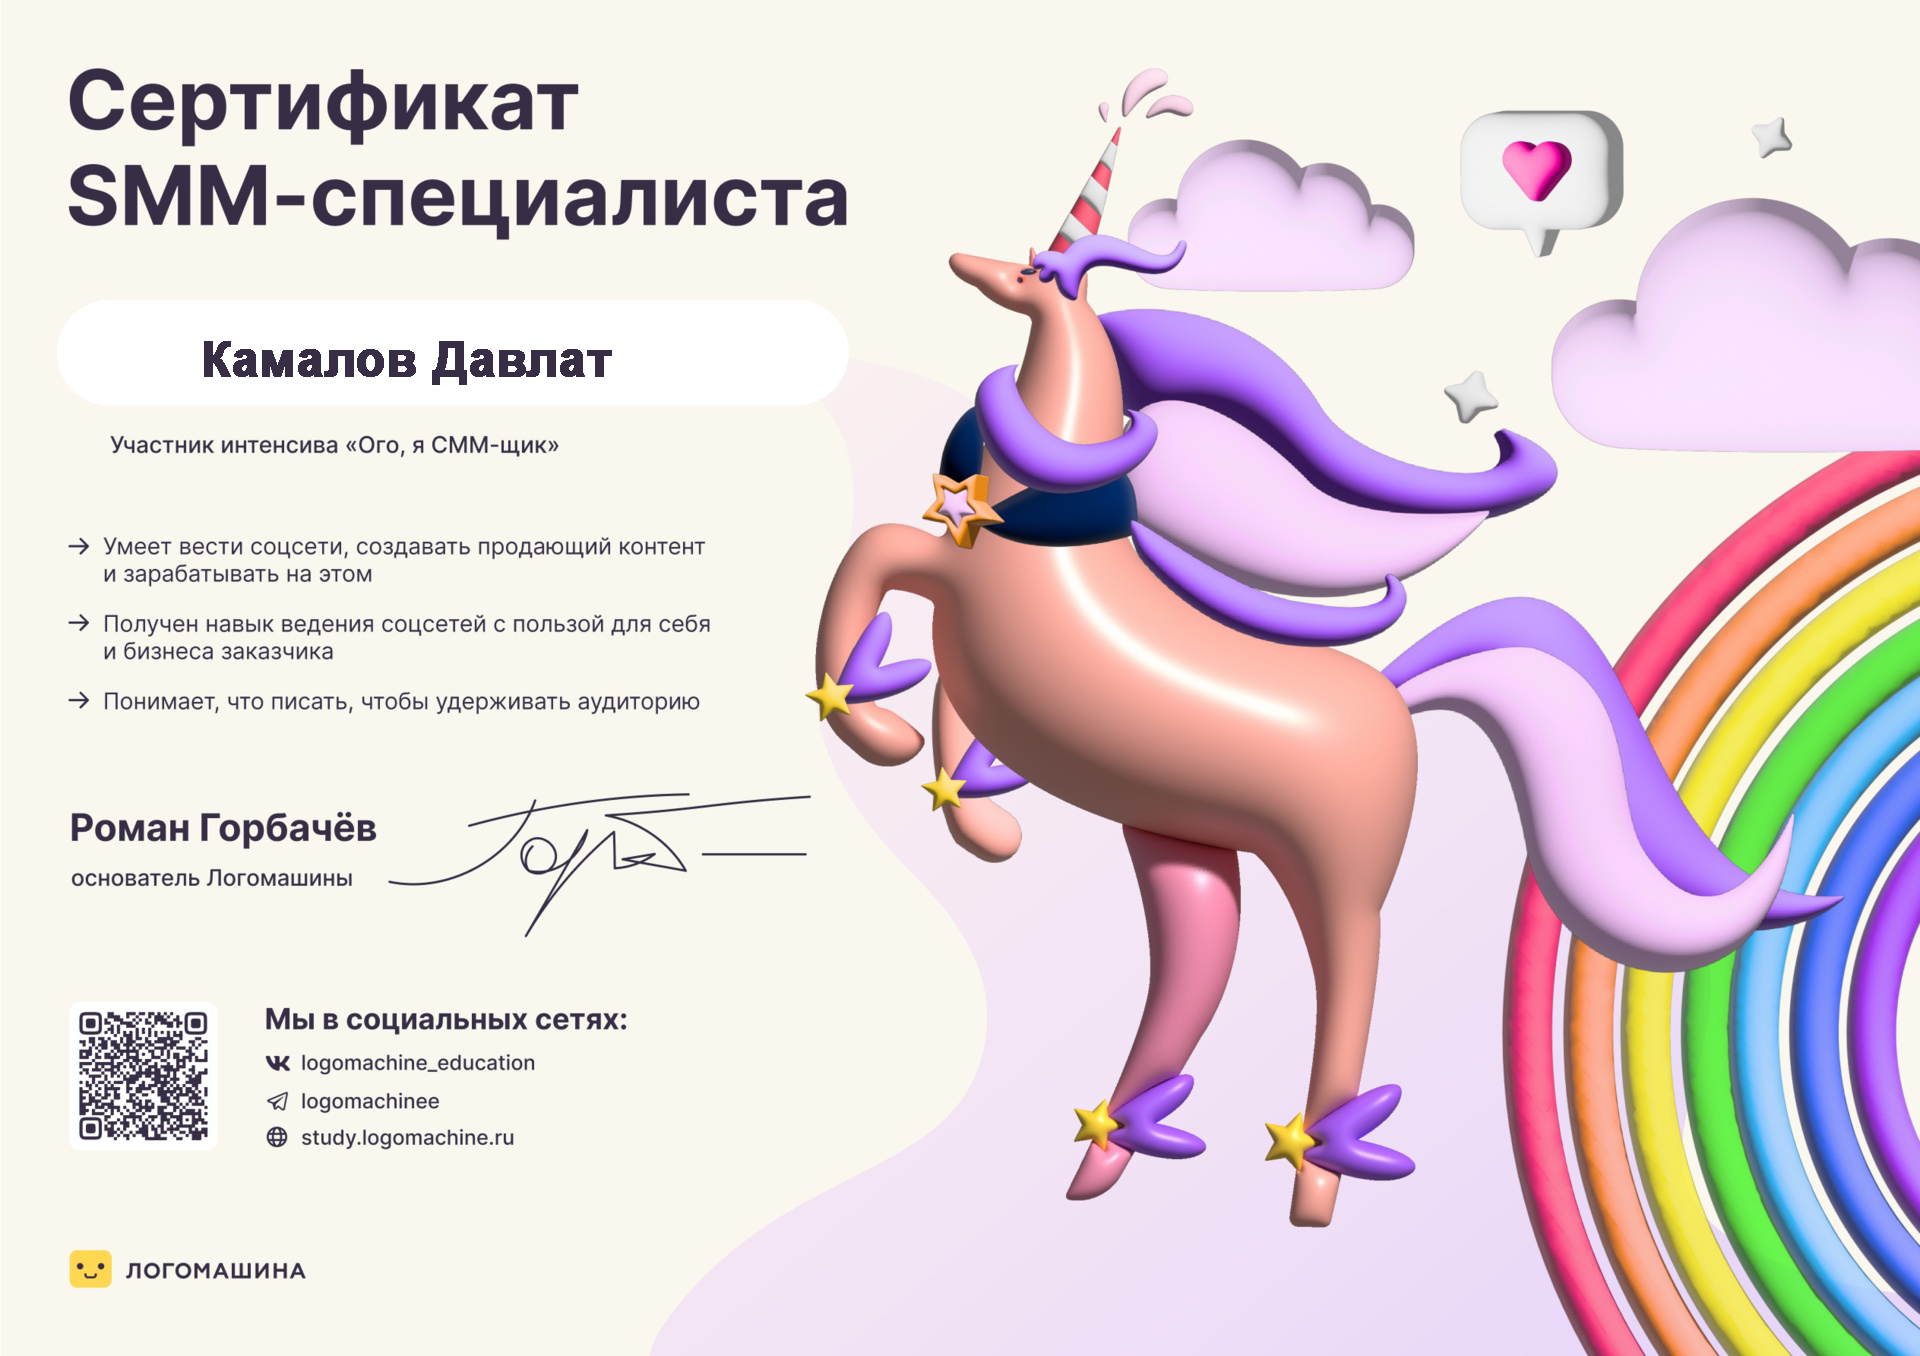 Сертификат
SMM-специалиста
Камалов Давлат
Участник интенсива «Ого, я СММ-щик»
→ Умеет вести соцсети, создавать продающий контент
и зарабатывать на этом
→ Получен навык ведения соцсетей с пользой для себя
и бизнеса заказчика
→ Понимает, что писать, чтобы удерживать аудиторию
Роман Горбачёв
основатель Логомашины
Мы в социальных сетях:
logomachine_education
logomachinee
study.logomachine.ru
ЛОГОМАШИНА